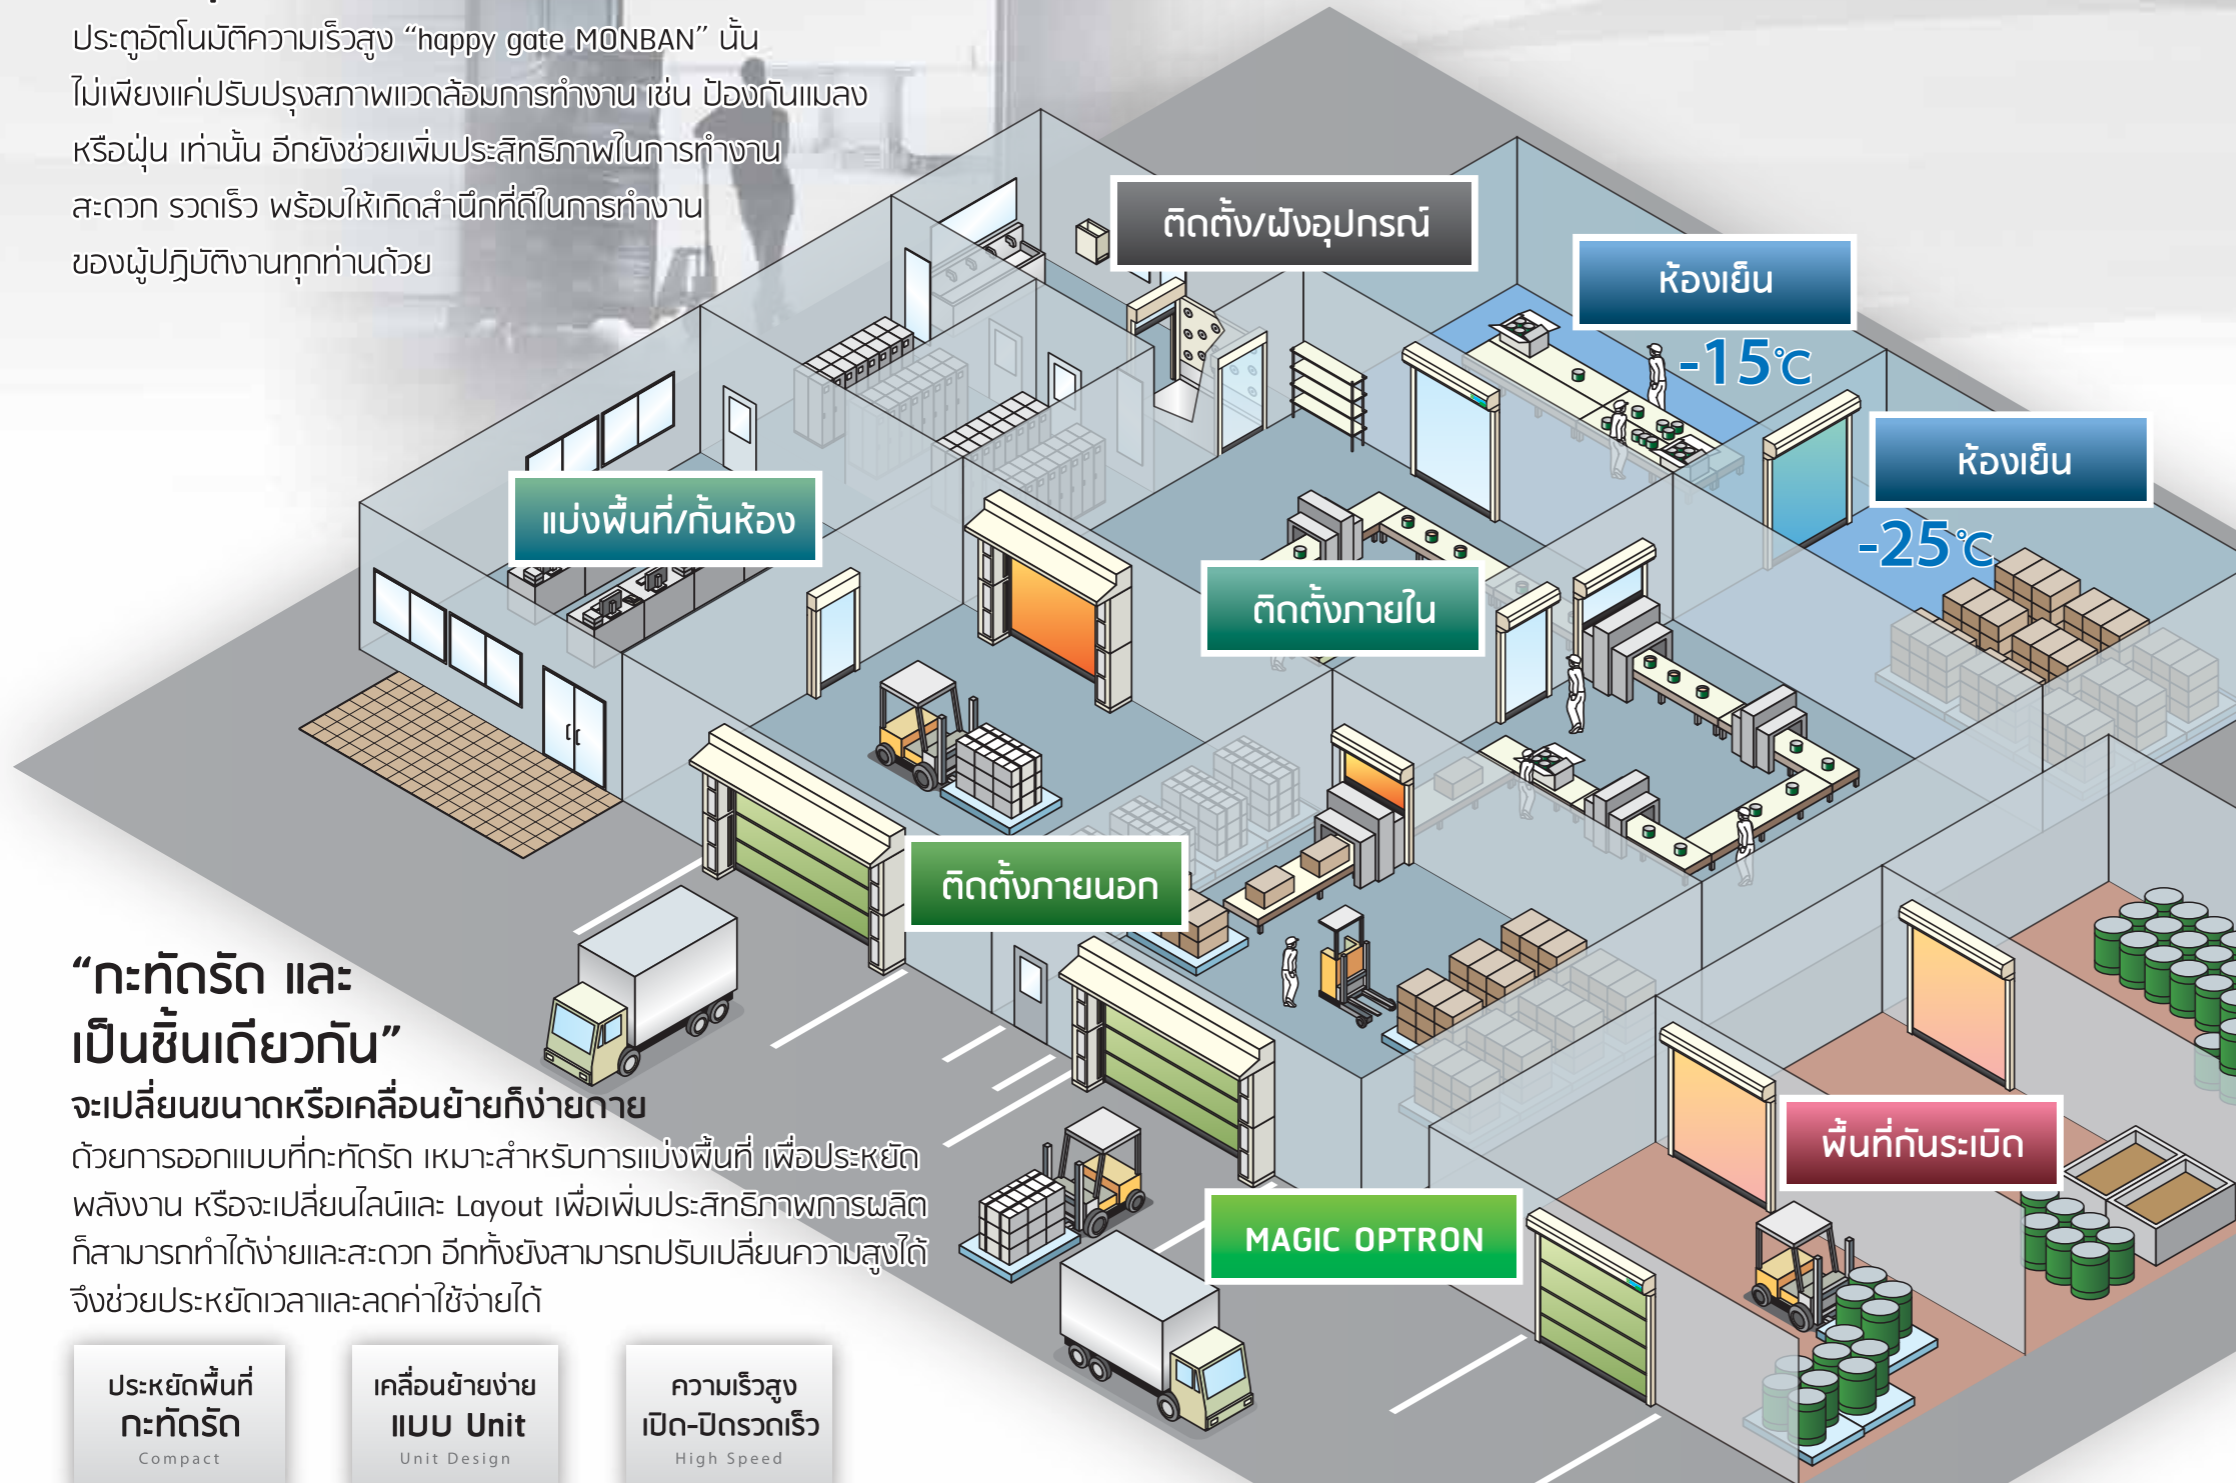 ประตูอัตโนมัติความเร็วสูง “happy gate MONBAN” นั้น
ไม่เพียงแค่ปรับปรุงสภาพแวดล้อมการทำงาน เช่น ป้องกันแมลง
หรือฝุ่น เท่านั้น อีกยังช่วยเพิ่มประสิทธิภาพในการทำงาน
สะดวก รวดเร็ว พร้อมให้เกิดสำนึกที่ดีในการทำงาน
ของผู้ปฏิบัติงานทุกท่านด้วย
ติดตั้ง/ฝังอุปกรณ์
ห้องเย็น
-15℃
ห้องเย็น
-25℃
แบ่งพื้นที่/กั้นห้อง
ติดตั้งภายใน
ติดตั้งภายนอก
พื้นที่กันระเบิด
MAGIC OPTRON
“กะทัดรัด และ
เป็นชิ้นเดียวกัน”
จะเปลี่ยนขนาดหรือเคลื่อนย้ายก็ง่ายดาย
ด้วยการออกแบบที่กะทัดรัด เหมาะสำหรับการแบ่งพื้นที่ เพื่อประหยัด
พลังงาน หรือจะเปลี่ยนไลน์และ Layout เพื่อเพิ่มประสิทธิภาพการผลิต
ก็สามารถทำได้ง่ายและสะดวก อีกทั้งยังสามารถปรับเปลี่ยนความสูงได้
จึงช่วยประหยัดเวลาและลดค่าใช้จ่ายได้
ประหยัดพื้นที่
กะทัดรัด
Compact
เคลื่อนย้ายง่าย
แบบ Unit
Unit Design
ความเร็วสูง
เปิด-ปิดรวดเร็ว
High Speed